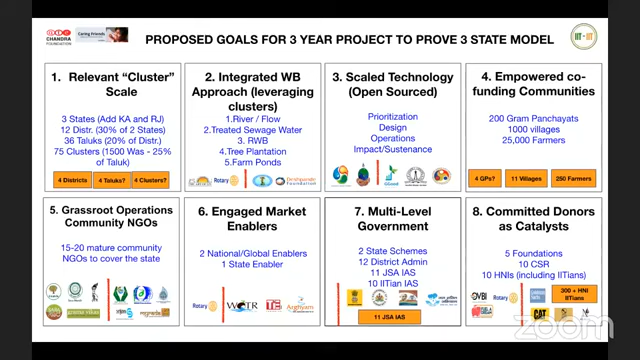 CHANDRA
FOUNDATION
Caring Friends
PROPOSED GOALS FOR 3 YEAR PROJECT TO PROVE 3 STATE MODEL
IIT - IIT
1. Relevant “Cluster”
Scale
3 States (Add KA and RJ)
12 Distr. (30% of 2 States)
36 Taluks (20% of Distr.)
75 Clusters (1500 Was - 25%
of Taluk)
4 Districts
4 Taluks?
4 Clusters?
2. Integrated WB
Approach (leveraging
clusters)
1.River / Flow
2.Treated Sewage Water
3. RWB
4.Tree Plantation
5.Farm Ponds
Rotary
Deshpande
Foundation
3. Scaled Technology
(Open Sourced)
Prioritization
Design
Operations
Impact/Sustenance
GGood
4. Empowered co-
funding Communities
200 Gram Panchayats
1000 villages
25,000 Farmers
4 GPs?
11 Villages
250 Farmers
5. Grassroot Operations
Community NGOs
15-20 mature community
NGOs to cover the state
6. Engaged Market
Enablers
2 National/Global Enablers
1 State Enabler
Rotary
WOTR
Arghyam
7. Multi-Level
Government
2 State Schemes
12 District Admin
11 JSA IAS
10 IITian IAS
11 JSA IAS
8. Committed Donors
as Catalysts
5 Foundations
10 CSR
10 HNIs (including IITians)
Rotary
300 + HNI
IITians
CAT
zoom